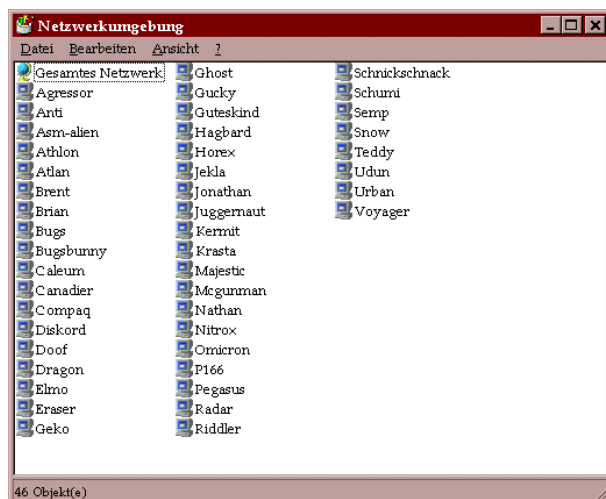 Netzwerkumgebung
Datei Bearbeiten Ansicht ?
Gesamtes Netzwerk
Agressor
Anti
Asm-alien
Athlon
Atlan
Brent
Brian
Bugs
Bugsbunny
Caleum
Canadier
Compaq
Diskord
Doof
Dragon
Elmo
Eraser
Geko
Ghost
Gucky
Guteskind
Hagbard
Horex
Jekla
Jonathan
Juggernaut
Kermit
Krasta
Majestic
Mcgunman
Nathan
Nitrox
Omicron
P166
Pegasus
Radar
Riddler
Schnickschnack
Schumi
Semp
Snow
Teddy
Udun
Urban
Voyager
46 Objekt(e)